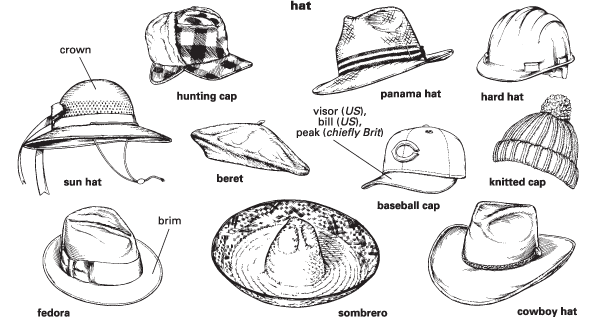 hat
crown
hunting cap
panama hat
hard hat
visor (US),
bill (US),
peak (chiefly Brit)
sun hat
beret
baseball cap
knitted cap
C
brim
fedora
sombrero
cowboy hat